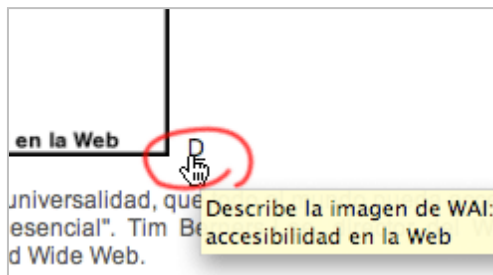 en la Web
D
universalidad, que
Describe la imagen de WAI:
esencial". Tim Be
accesibilidad en la Web
d Wide Web.